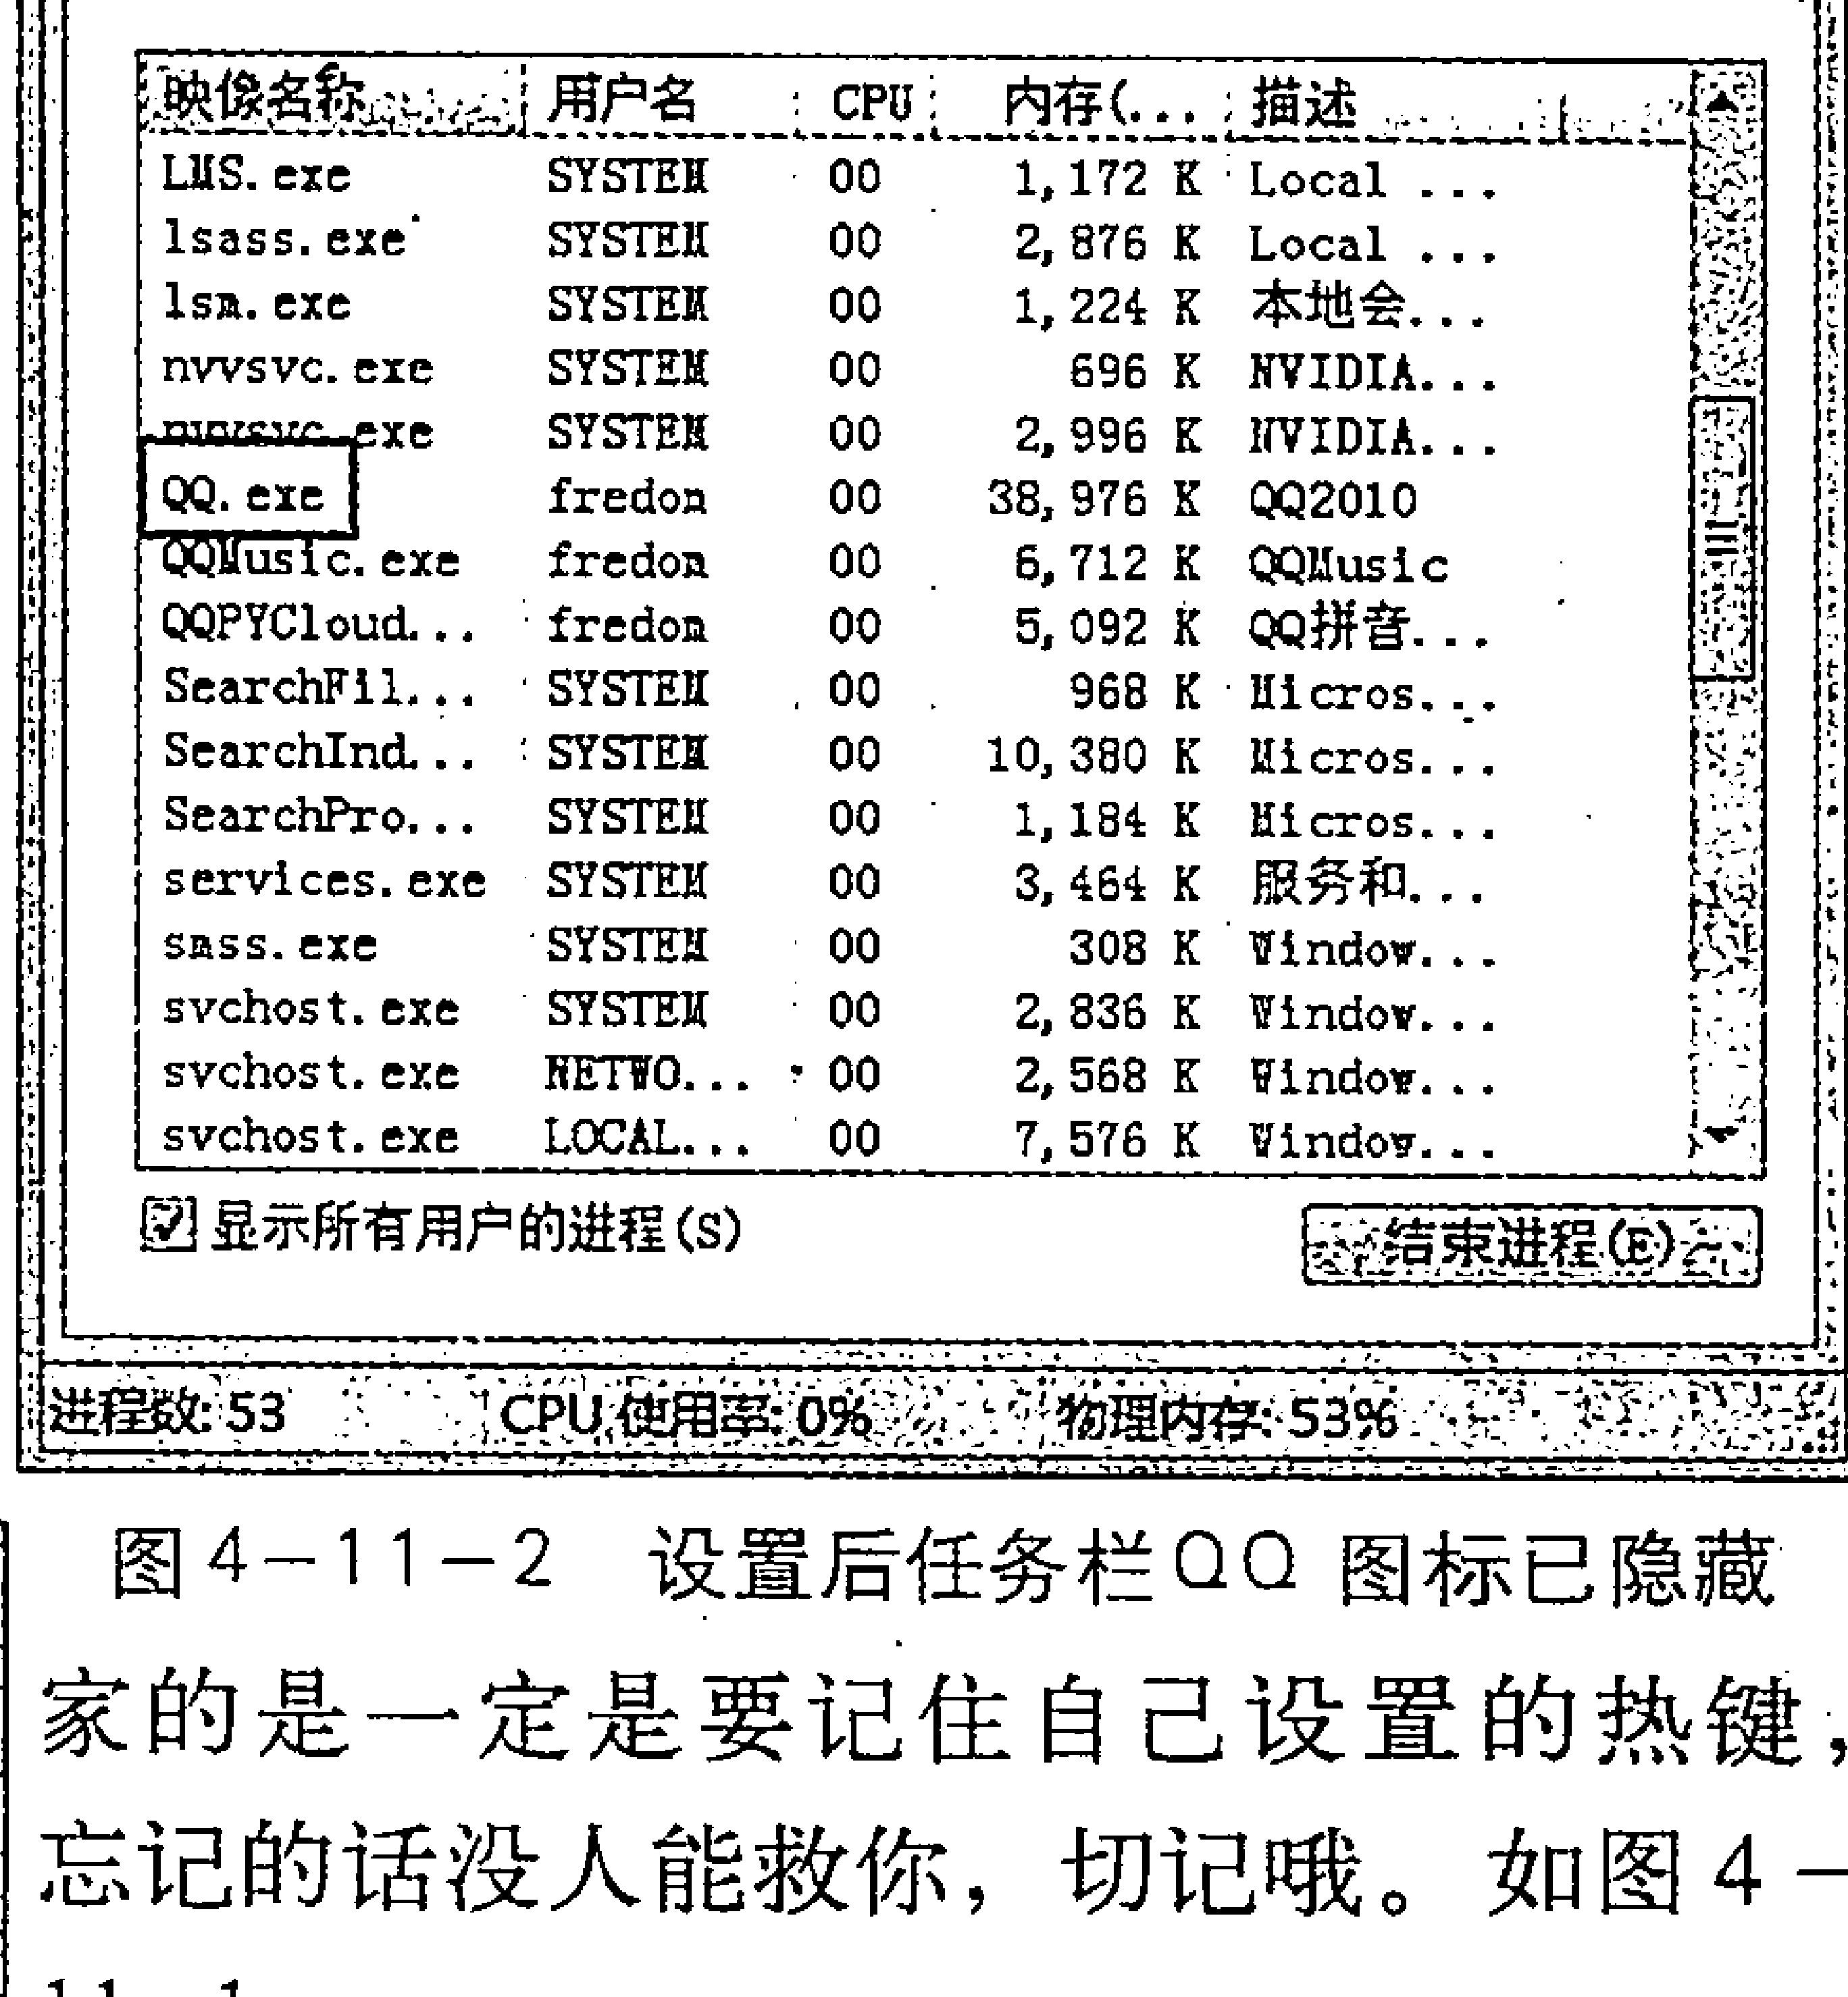 映像名称 用户名 CPU 内存(... 描述
LMS.exe SYSTEM 00 1,172 K Local ...
lsass.exe SYSTEM 00 2,876 K Local ...
lsm.exe SYSTEM 00 1,224 K 本地会...
nvvsvc.exe SYSTEM 00 696 K NVIDIA...
nvvsvc.exe SYSTEM 00 2,996 K NVIDIA...
QQ.exe fredon 00 38,976 K QQ2010
QQMusic.exe fredon 00 6,712 K QQMusic
QQPYCloud... fredon 00 5,092 K QQ拼音...
SearchFil... SYSTEM 00 968 K Micros...
SearchInd... SYSTEM 00 10,380 K Micros...
SearchPro... SYSTEM 00 1,184 K Micros...
services.exe SYSTEM 00 3,464 K 服务和...
smss.exe SYSTEM 00 308 K Window...
svchost.exe SYSTEM 00 2,836 K Window...
svchost.exe NETWO... 00 2,568 K Window...
svchost.exe LOCAL... 00 7,576 K Window...
显示所有用户的进程(S) 结束进程(E)
进程数: 53 CPU 使用率: 0% 物理内存: 53%
图4-11-2 设置后任务栏QQ 图标已隐藏
家的是一定是要记住自己设置的热键，
忘记的话没人能救你，切记哦。如图4-